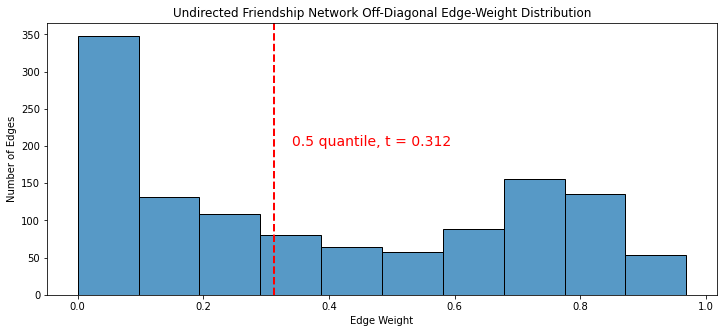 Undirected Friendship Network Off-Diagonal Edge-Weight Distribution
350
300
250
200
150
100
50
0
Number of Edges
0.5 quantile, t = 0.312
0.0 0.2 0.4 0.6 0.8 1.0
Edge Weight